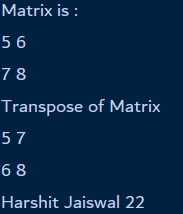 Matrix is :
5 6
7 8
Transpose of Matrix
5 7
6 8
Harshit Jaiswal 22